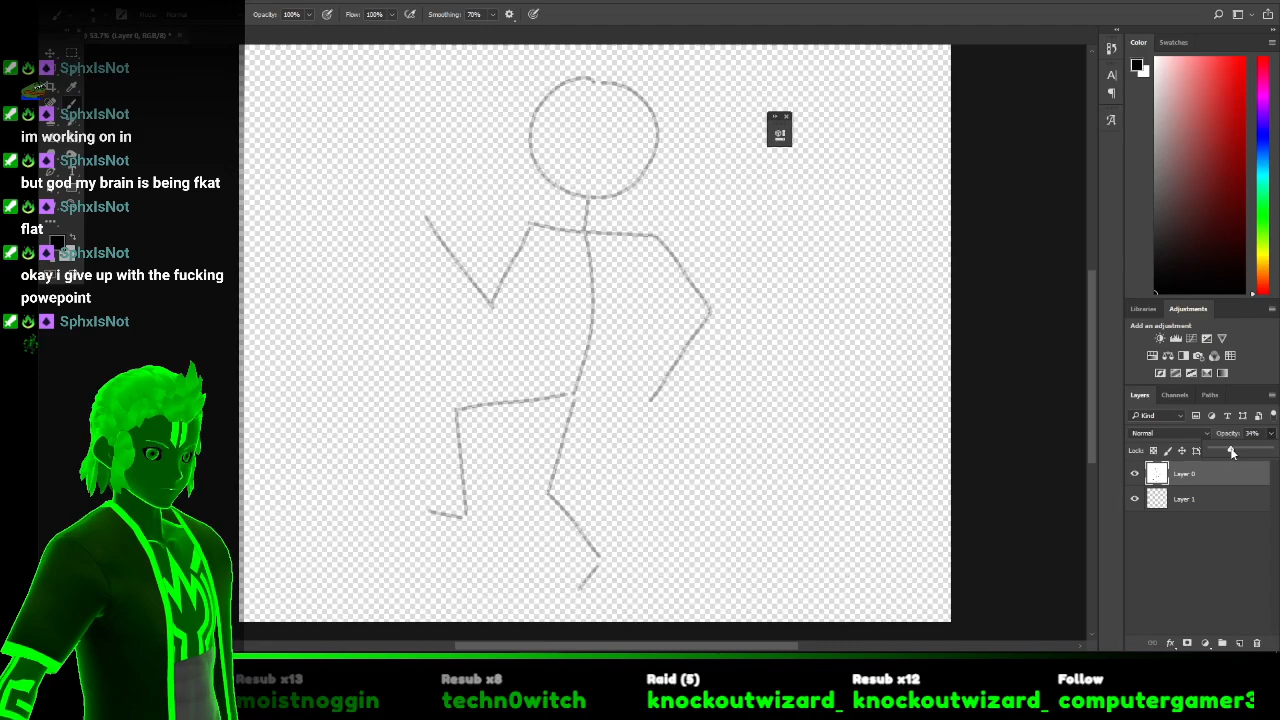 Mode: Normal
Opacity: 100%
Flow: 100%
Smoothing: 70%
53.7% (Layer 0, RGB/8) *
SphxIsNot
SphxIsNot
im working on in
SphxIsNot
but god my brain is being fkat
SphxIsNot
flat
SphxIsNot
okay i give up with the fucking
powepoint
SphxIsNot
Color
Swatches
Libraries
Adjustments
Add an adjustment
Layers
Channels
Paths
Kind
Normal
Opacity: 34%
Lock:
Layer 0
Layer 1
Resub x13
moistnoggin
Resub x8
techn0witch
Raid (5)
knockoutwizard_
Resub x12
knockoutwizard_
Follow